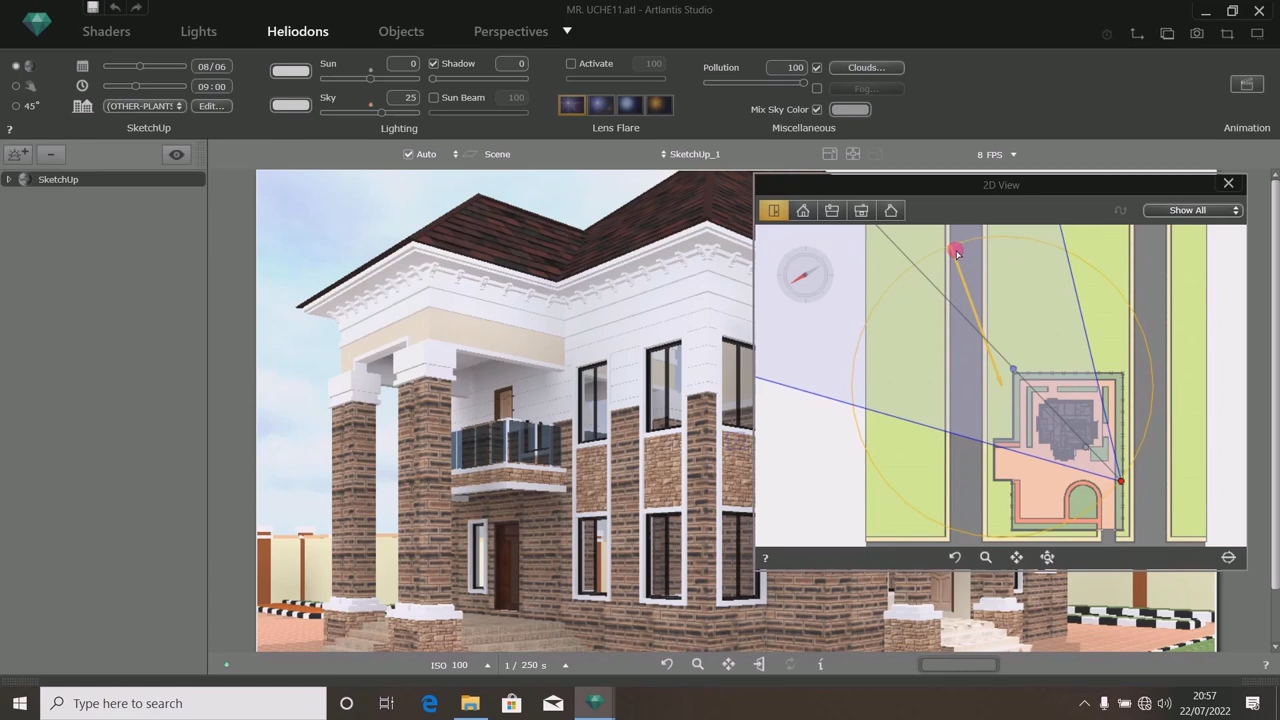 MR. UCHE11.atl - Artlantis Studio
Shaders
Lights
Heliodons
Objects
Perspectives
08/06
09:00
(OTHER-PLANTS
Edit...
45°
?
SketchUp
Sun
0
Shadow
0
Sky
25
Sun Beam
100
Lighting
Activate
100
Lens Flare
Pollution
100
Clouds...
Fog...
Mix Sky Color
Miscellaneous
Animation
SketchUp
Auto
Scene
SketchUp_1
8 FPS
2D View
Show All
?
ISO 100
1 / 250 s
i
?
Type here to search
20:57
22/07/2022